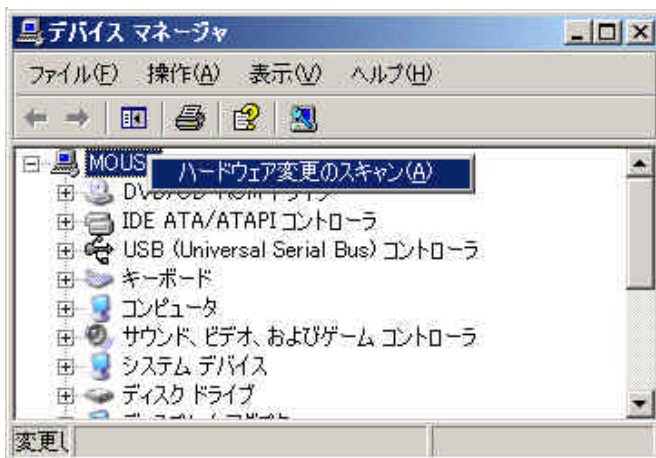 デバイス マネージャ
ファイル(F) 操作(A) 表示(V) ヘルプ(H)
MOUS
ハードウェア変更のスキャン(A)
IDE ATA/ATAPI コントローラ
USB (Universal Serial Bus) コントローラ
キーボード
コンピュータ
サウンド、ビデオ、およびゲーム コントローラ
システム デバイス
ディスク ドライブ
変更し